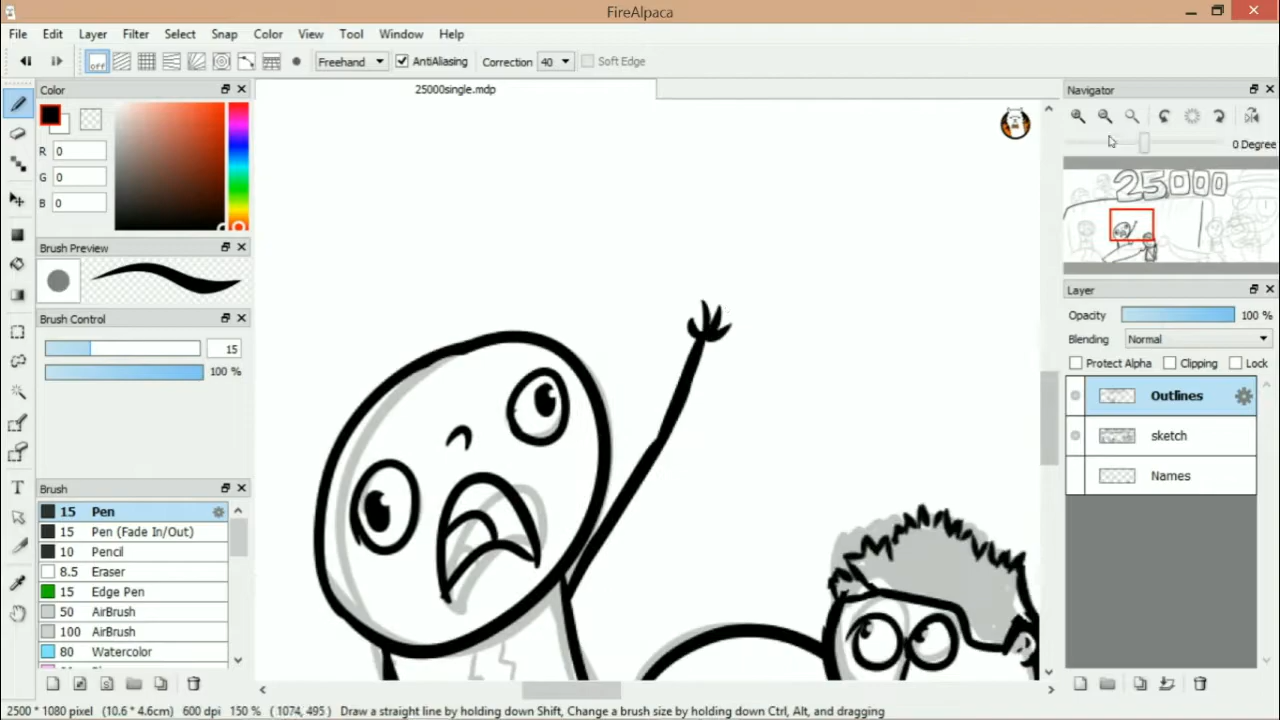 FireAlpaca
File Edit Layer Filter Select Snap Color View Tool Window Help
off Freehand AntiAliasing Correction 40 Soft Edge
Color
25000single.mdp
Navigator
R 0
G 0
B 0
0 Degree
25000
Brush Preview
Brush Control
15
100 %
Layer
Opacity 100 %
Blending Normal
Protect Alpha Clipping Lock
Outlines
sketch
Names
Brush
15 Pen
15 Pen (Fade In/Out)
10 Pencil
8.5 Eraser
15 Edge Pen
50 AirBrush
100 AirBrush
80 Watercolor
2500 * 1080 pixel (10.6 * 4.6cm) 600 dpi 150 % ( 1074, 495 ) Draw a straight line by holding down Shift, Change a brush size by holding down Ctrl, Alt, and dragging